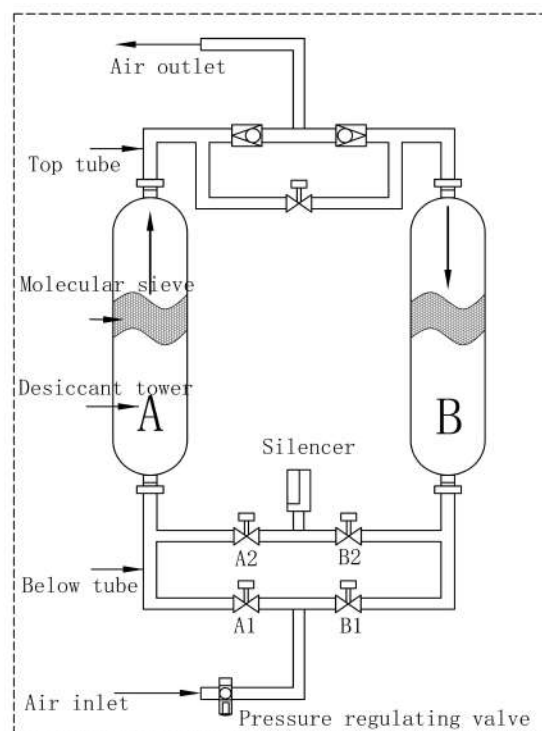 Air outlet
Top tube
Molecular sieve
Desiccant tower
A
B
Silencer
A2
B2
Below tube
A1
B1
Air inlet
Pressure regulating valve